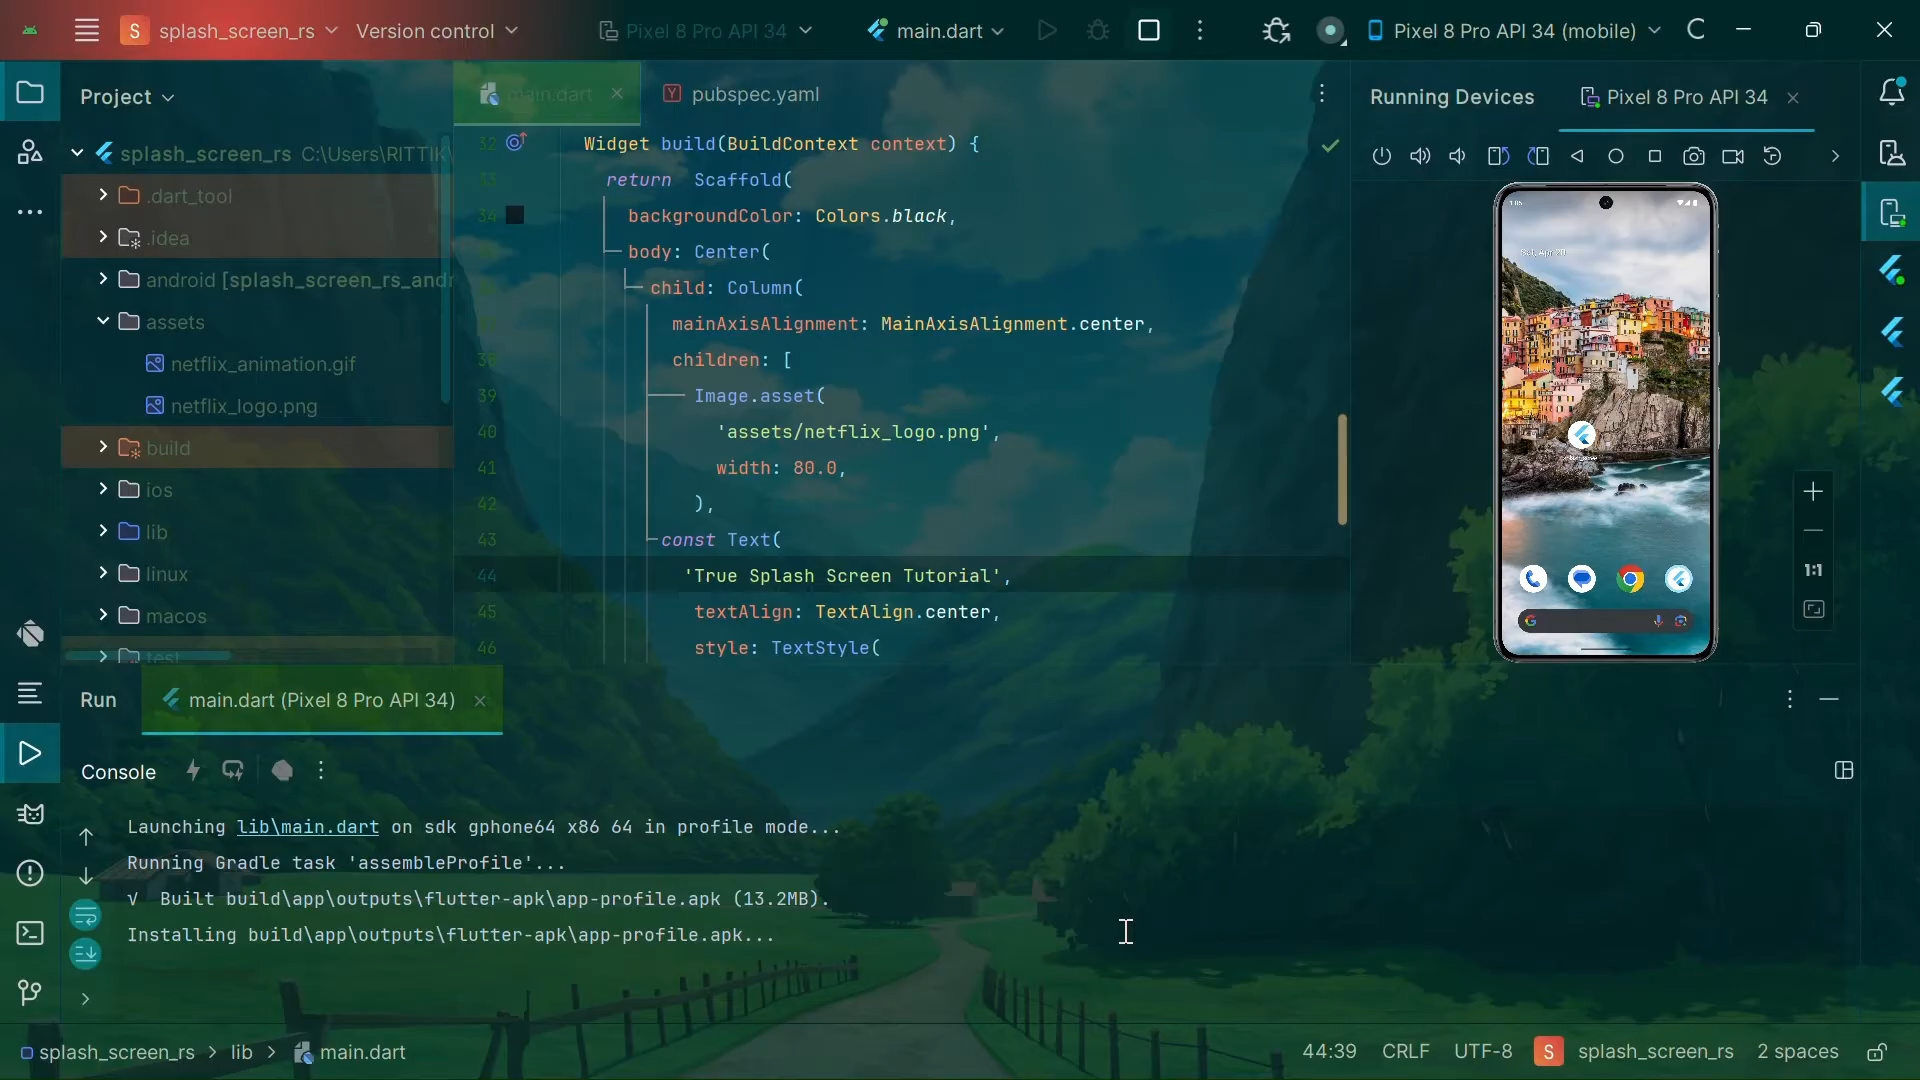 S splash_screen_rs Version control Pixel 8 Pro API 34 main.dart Pixel 8 Pro API 34 (mobile)
Project
main.dart
pubspec.yaml
Running Devices Pixel 8 Pro API 34
splash_screen_rs C:\Users\RITTIK\
.dart_tool
.idea
android [splash_screen_rs_andr
assets
netflix_animation.gif
netflix_logo.png
build
ios
lib
linux
macos
test
32 Widget build(BuildContext context) {
33 return Scaffold(
34 backgroundColor: Colors.black,
body: Center(
child: Column(
mainAxisAlignment: MainAxisAlignment.center,
38 children: [
39 Image.asset(
40 'assets/netflix_logo.png',
41 width: 80.0,
42 ),
43 const Text(
44 'True Splash Screen Tutorial',
45 textAlign: TextAlign.center,
46 style: TextStyle(
1:1
Run main.dart (Pixel 8 Pro API 34)
Console
Launching lib\main.dart on sdk gphone64 x86 64 in profile mode...
Running Gradle task 'assembleProfile'...
√ Built build\app\outputs\flutter-apk\app-profile.apk (13.2MB).
Installing build\app\outputs\flutter-apk\app-profile.apk...
splash_screen_rs > lib > main.dart
44:39 CRLF UTF-8 S splash_screen_rs 2 spaces